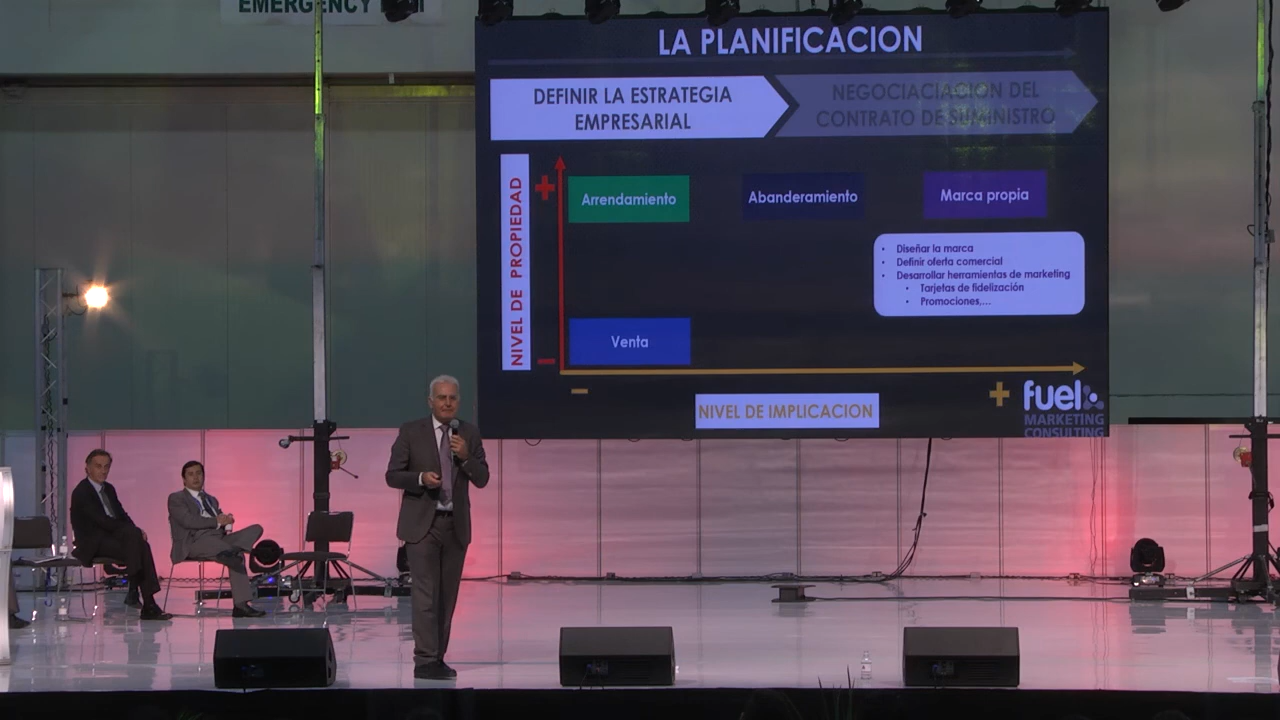 EMERGENCY
LA PLANIFICACION
DEFINIR LA ESTRATEGIA
EMPRESARIAL
NEGOCIACIACION DEL
CONTRATO DE SUMINISTRO
NIVEL DE PROPIEDAD
+
Arrendamiento
Abanderamiento
Marca propia
• Diseñar la marca
• Definir oferta comercial
• Desarrollar herramientas de marketing
• Tarjetas de fidelización
• Promociones,...
Venta
−
−
+
NIVEL DE IMPLICACION
fuel
MARKETING
CONSULTING